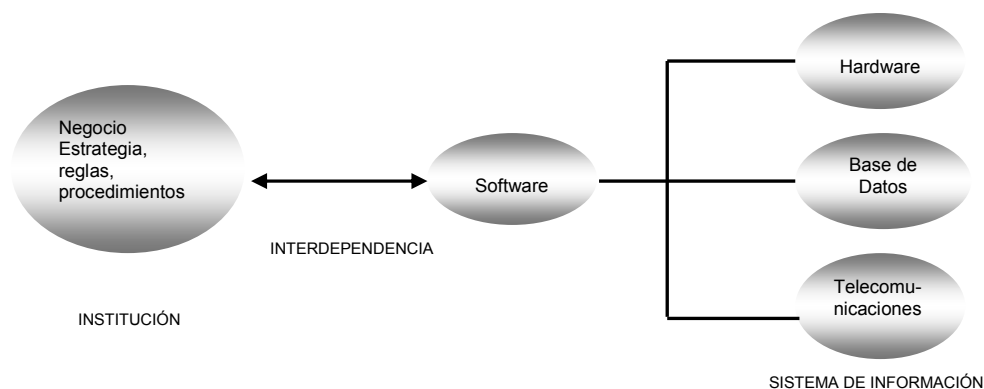 Negocio
Estrategia,
reglas,
procedimientos
INSTITUCIÓN
INTERDEPENDENCIA
Software
Hardware
Base de
Datos
Telecomu-
nicaciones
SISTEMA DE INFORMACIÓN